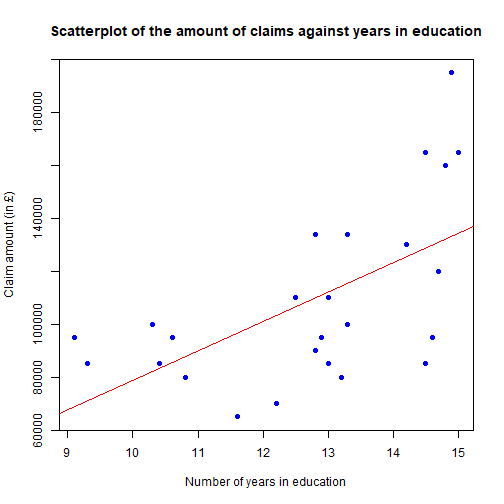 Scatterplot of the amount of claims against years in education
180000
140000
100000
80000
60000
Claim amount (in £)
9 10 11 12 13 14 15
Number of years in education